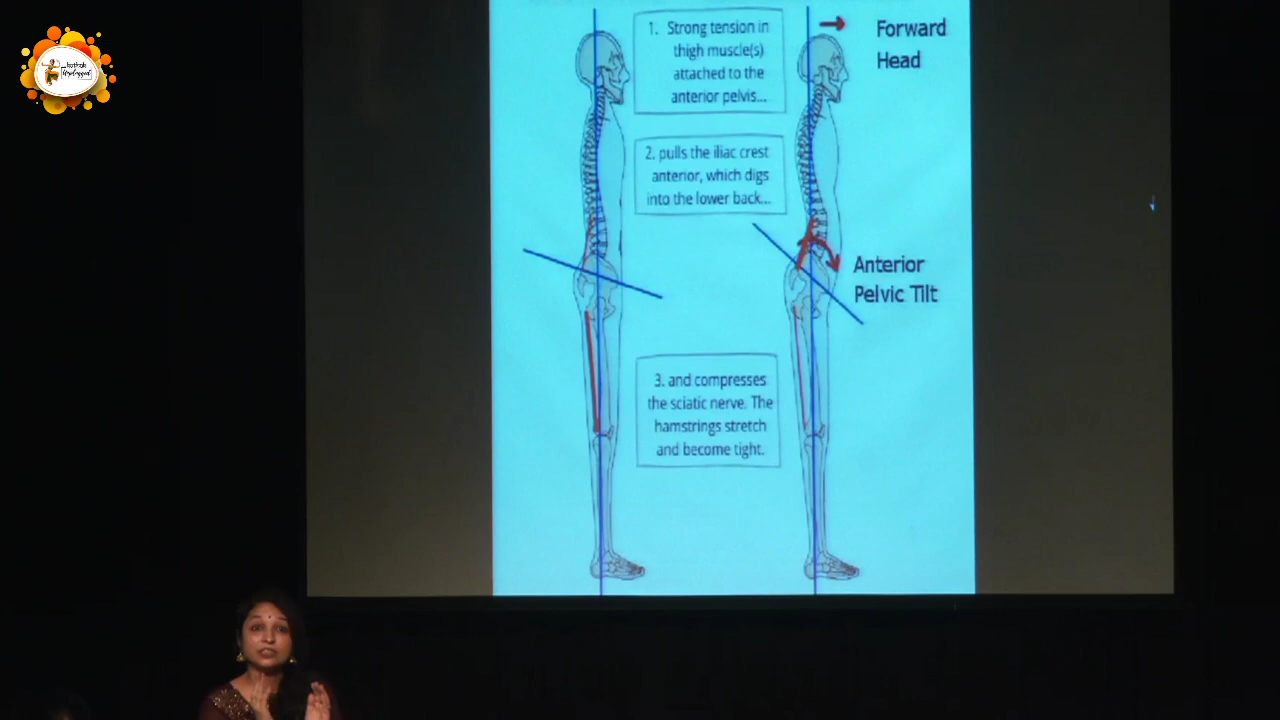 Kathak
Unplugged
1. Strong tension in
thigh muscle(s)
attached to the
anterior pelvis...
Forward
Head
2. pulls the iliac crest
anterior, which digs
into the lower back...
Anterior
Pelvic Tilt
3. and compresses
the sciatic nerve. The
hamstrings stretch
and become tight.